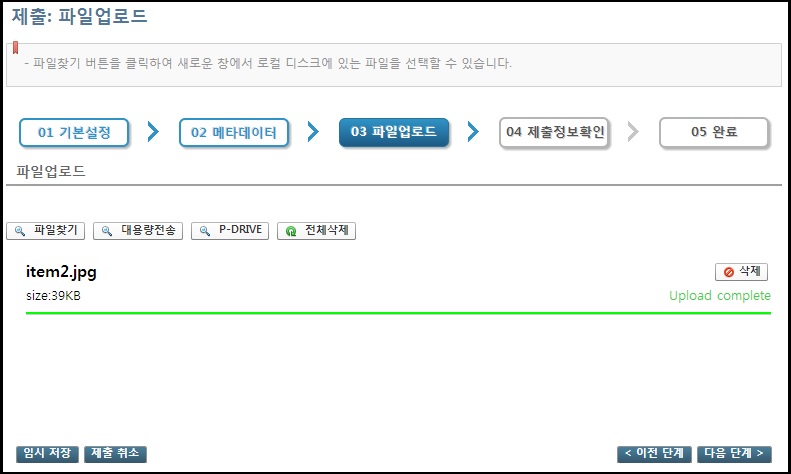 제출: 파일업로드
- 파일찾기 버튼을 클릭하여 새로운 창에서 로컬 디스크에 있는 파일을 선택할 수 있습니다.
01 기본설정
02 메타데이터
03 파일업로드
04 제출정보확인
05 완료
파일업로드
파일찾기
대용량전송
P-DRIVE
전체삭제
item2.jpg
삭제
size:39KB
Upload complete
임시 저장
제출 취소
< 이전 단계
다음 단계 >